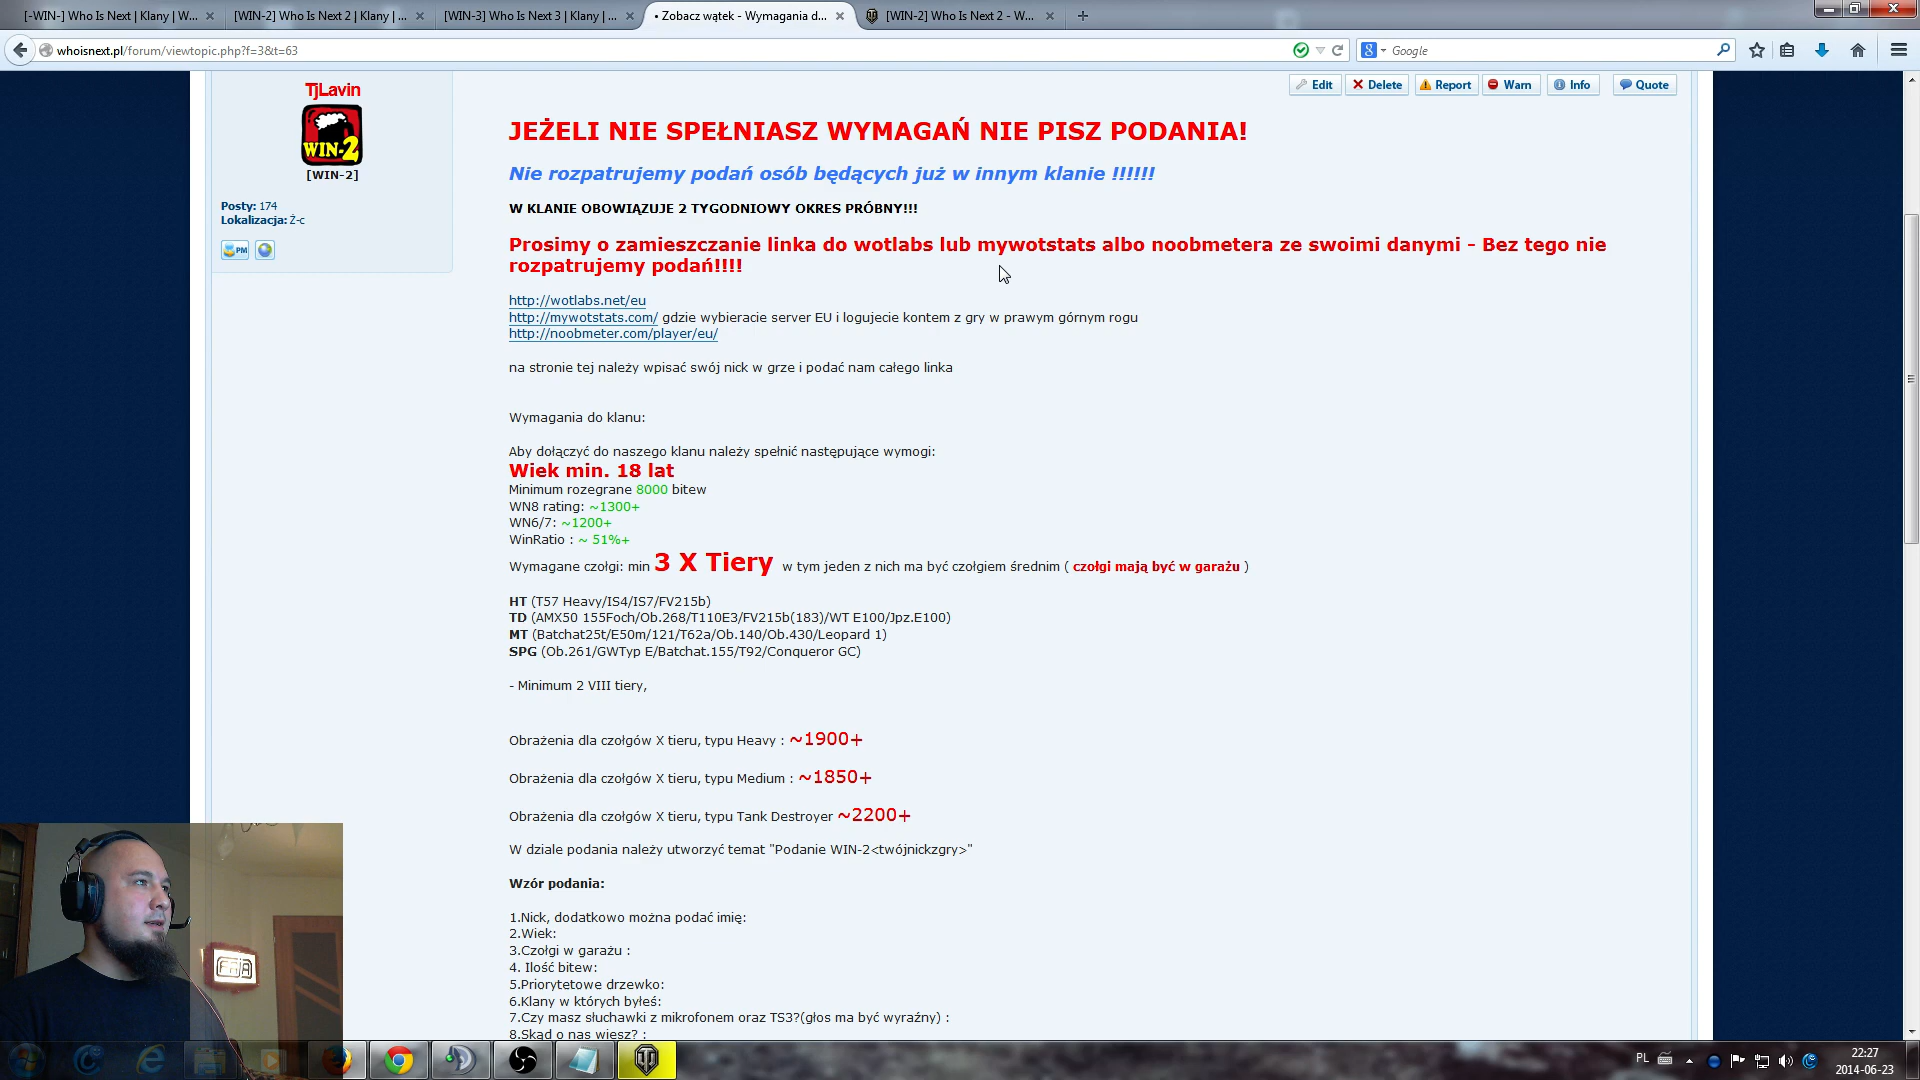 [-WIN-] Who Is Next | Klany | W...
[WIN-2] Who Is Next 2 | Klany | ...
[WIN-3] Who Is Next 3 | Klany | ...
• Zobacz wątek - Wymagania d...
[WIN-2] Who Is Next 2 - W...
whoisnext.pl/forum/viewtopic.php?f=3&t=63
Google
TjLavin
WIN-2
[WIN-2]
Posty: 174
Lokalizacja: Ż-c
PM
Edit
Delete
Report
Warn
Info
Quote
JEŻELI NIE SPEŁNIASZ WYMAGAŃ NIE PISZ PODANIA!
Nie rozpatrujemy podań osób będących już w innym klanie !!!!!!
W KLANIE OBOWIĄZUJE 2 TYGODNIOWY OKRES PRÓBNY!!!
Prosimy o zamieszczanie linka do wotlabs lub mywotstats albo noobmetera ze swoimi danymi - Bez tego nie
rozpatrujemy podań!!!!
http://wotlabs.net/eu
http://mywotstats.com/ gdzie wybieracie server EU i logujecie kontem z gry w prawym górnym rogu
http://noobmeter.com/player/eu/
na stronie tej należy wpisać swój nick w grze i podać nam całego linka
Wymagania do klanu:
Aby dołączyć do naszego klanu należy spełnić następujące wymogi:
Wiek min. 18 lat
Minimum rozegrane 8000 bitew
WN8 rating: ~1300+
WN6/7: ~1200+
WinRatio : ~ 51%+
Wymagane czołgi: min 3 X Tiery w tym jeden z nich ma być czołgiem średnim ( czołgi mają być w garażu )
HT (T57 Heavy/IS4/IS7/FV215b)
TD (AMX50 155Foch/Ob.268/T110E3/FV215b(183)/WT E100/Jpz.E100)
MT (Batchat25t/E50m/121/T62a/Ob.140/Ob.430/Leopard 1)
SPG (Ob.261/GWTyp E/Batchat.155/T92/Conqueror GC)
- Minimum 2 VIII tiery,
Obrażenia dla czołgów X tieru, typu Heavy : ~1900+
Obrażenia dla czołgów X tieru, typu Medium : ~1850+
Obrażenia dla czołgów X tieru, typu Tank Destroyer ~2200+
W dziale podania należy utworzyć temat "Podanie WIN-2<twójnickzgry>"
Wzór podania:
1.Nick, dodatkowo można podać imię:
2.Wiek:
3.Czołgi w garażu :
4. Ilość bitew:
5.Priorytetowe drzewko:
6.Klany w których byłeś:
7.Czy masz słuchawki z mikrofonem oraz TS3?(głos ma być wyraźny) :
8.Skąd o nas wiesz? :
PL
22:27
2014-06-23